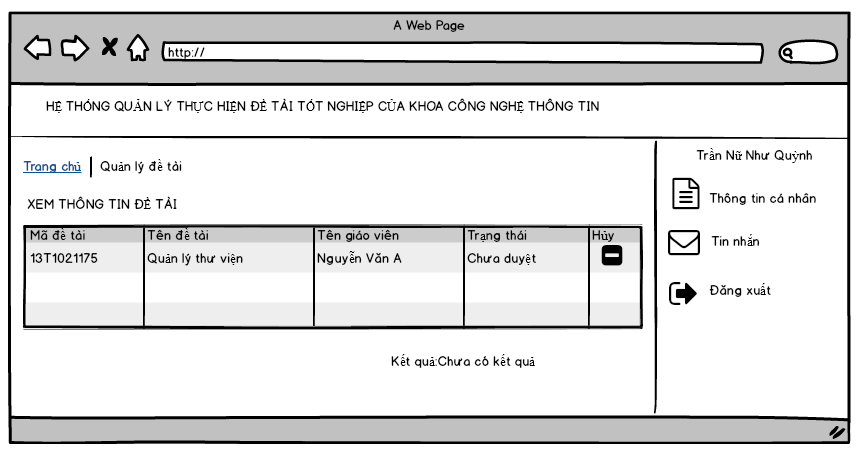 A Web Page
http://
HỆ THỐNG QUẢN LÝ THỰC HIỆN ĐỀ TÀI TỐT NGHIỆP CỦA KHOA CÔNG NGHỆ THÔNG TIN
Trang chủ Quản lý đề tài
XEM THÔNG TIN ĐỀ TÀI
Mã đề tài Tên đề tài Tên giáo viên Trạng thái Hủy
13T1021175 Quản lý thư viện Nguyễn Văn A Chưa duyệt
Kết quả:Chưa có kết quả
Trần Nữ Như Quỳnh
Thông tin cá nhân
Tin nhắn
Đăng xuất